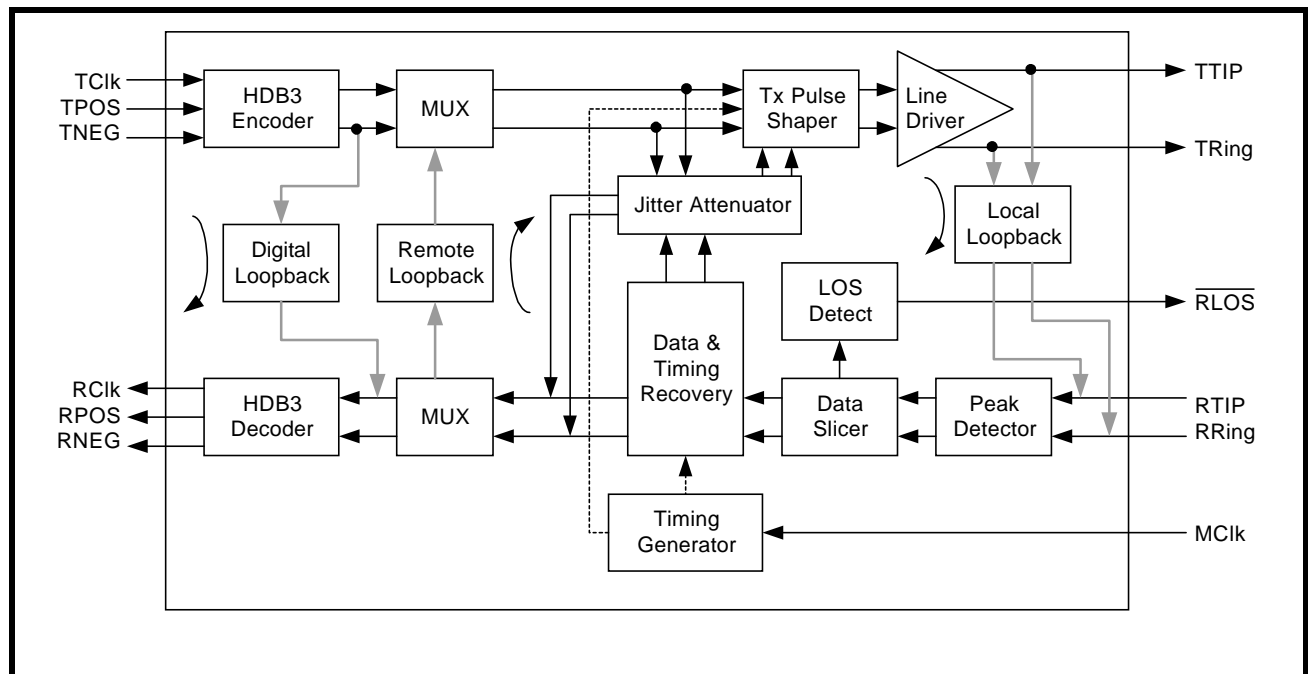 TClk
TPOS
TNEG
HDB3
Encoder
MUX
Tx Pulse
Shaper
Line
Driver
TTIP
TRing
Jitter Attenuator
Digital
Loopback
Remote
Loopback
Local
Loopback
LOS
Detect
RLOS
Data &
Timing
Recovery
RClk
RPOS
RNEG
HDB3
Decoder
MUX
Data
Slicer
Peak
Detector
RTIP
RRing
Timing
Generator
MClk